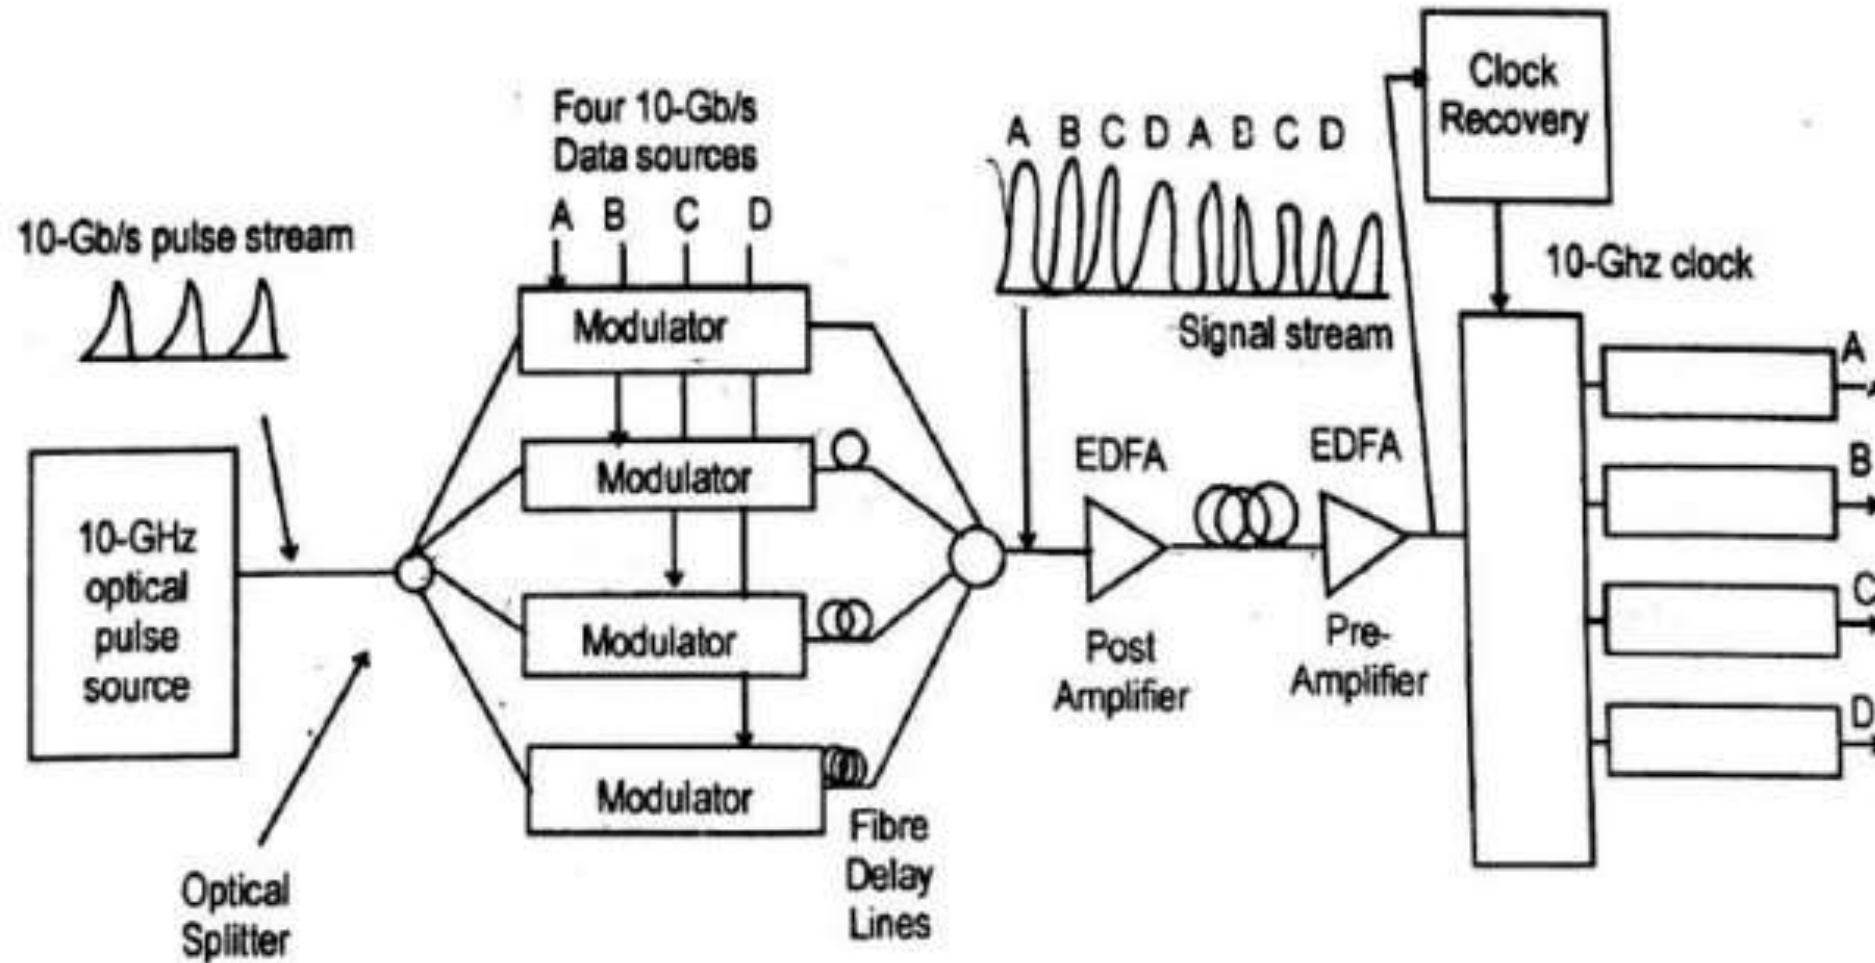 Four 10-Gb/s
Data sources
A B C D
10-Gb/s pulse stream
10-GHz
optical
pulse
source
Optical
Splitter
Modulator
Modulator
Modulator
Modulator
Fibre
Delay
Lines
A B C D A B C D
Signal stream
EDFA
Post
Amplifier
EDFA
Pre-
Amplifier
Clock
Recovery
10-Ghz clock
A
B
C
D